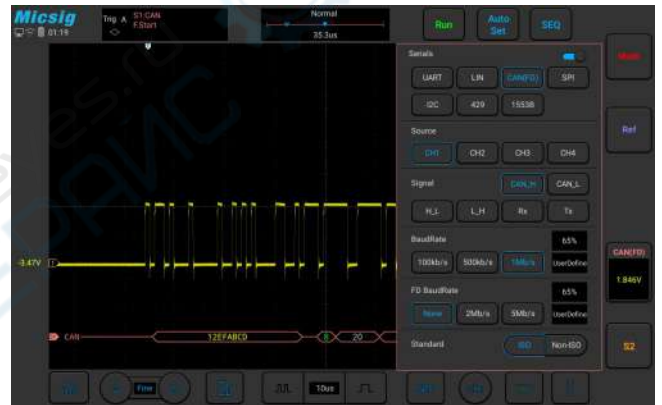 Micsig
01:19
Trig A S1:CAN
F.Start
Normal
35.3us
Run
Auto
Set
SEQ
Serials
UART LIN CAN(FD) SPI
I2C 429 1553B
Source
CH1 CH2 CH3 CH4
Signal CAN_H CAN_L
H_L L_H Rx Tx
BaudRate 65%
100kb/s 500kb/s 1Mb/s UserDefine
FD BaudRate 65%
None 2Mb/s 5Mb/s UserDefine
Standard ISO Non-ISO
Math
Ref
CAN(FD)
1.846V
S2
-3.47V
CAN 12EFABCD 8 20
Fine 10us